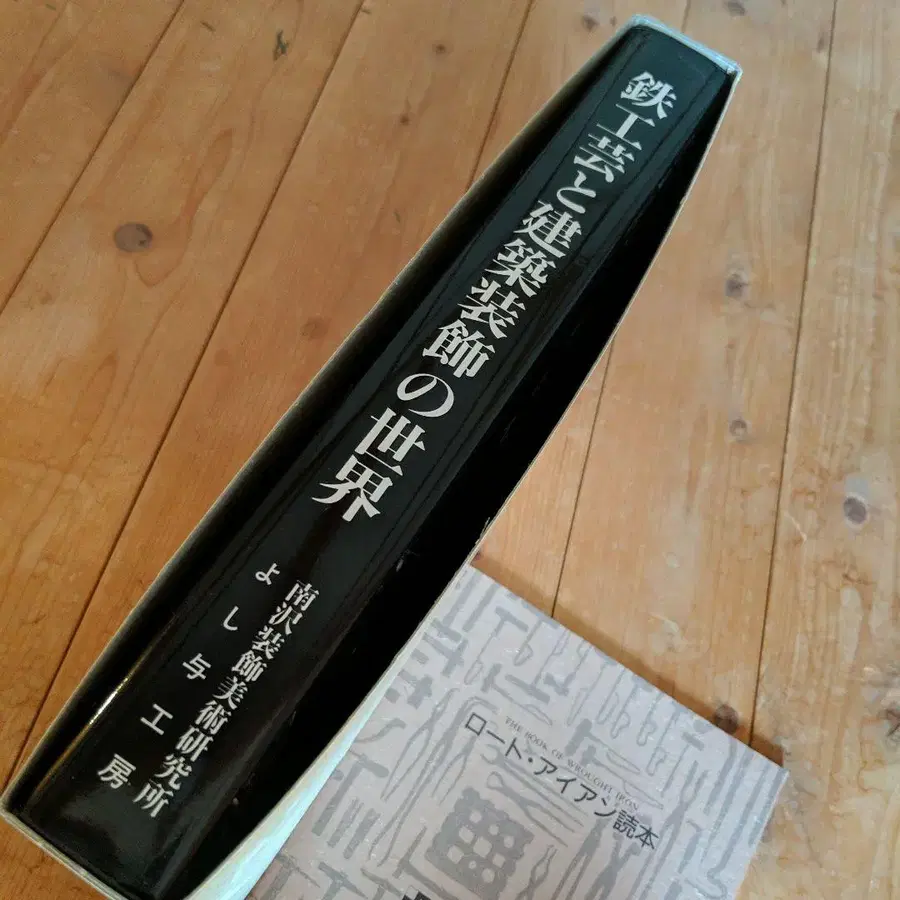 鉄工芸と建築装飾の世界
南沢装飾美術研究所
よし与工房
THE BOOK OF WROUGHT IRON
ロート・アイアン読本